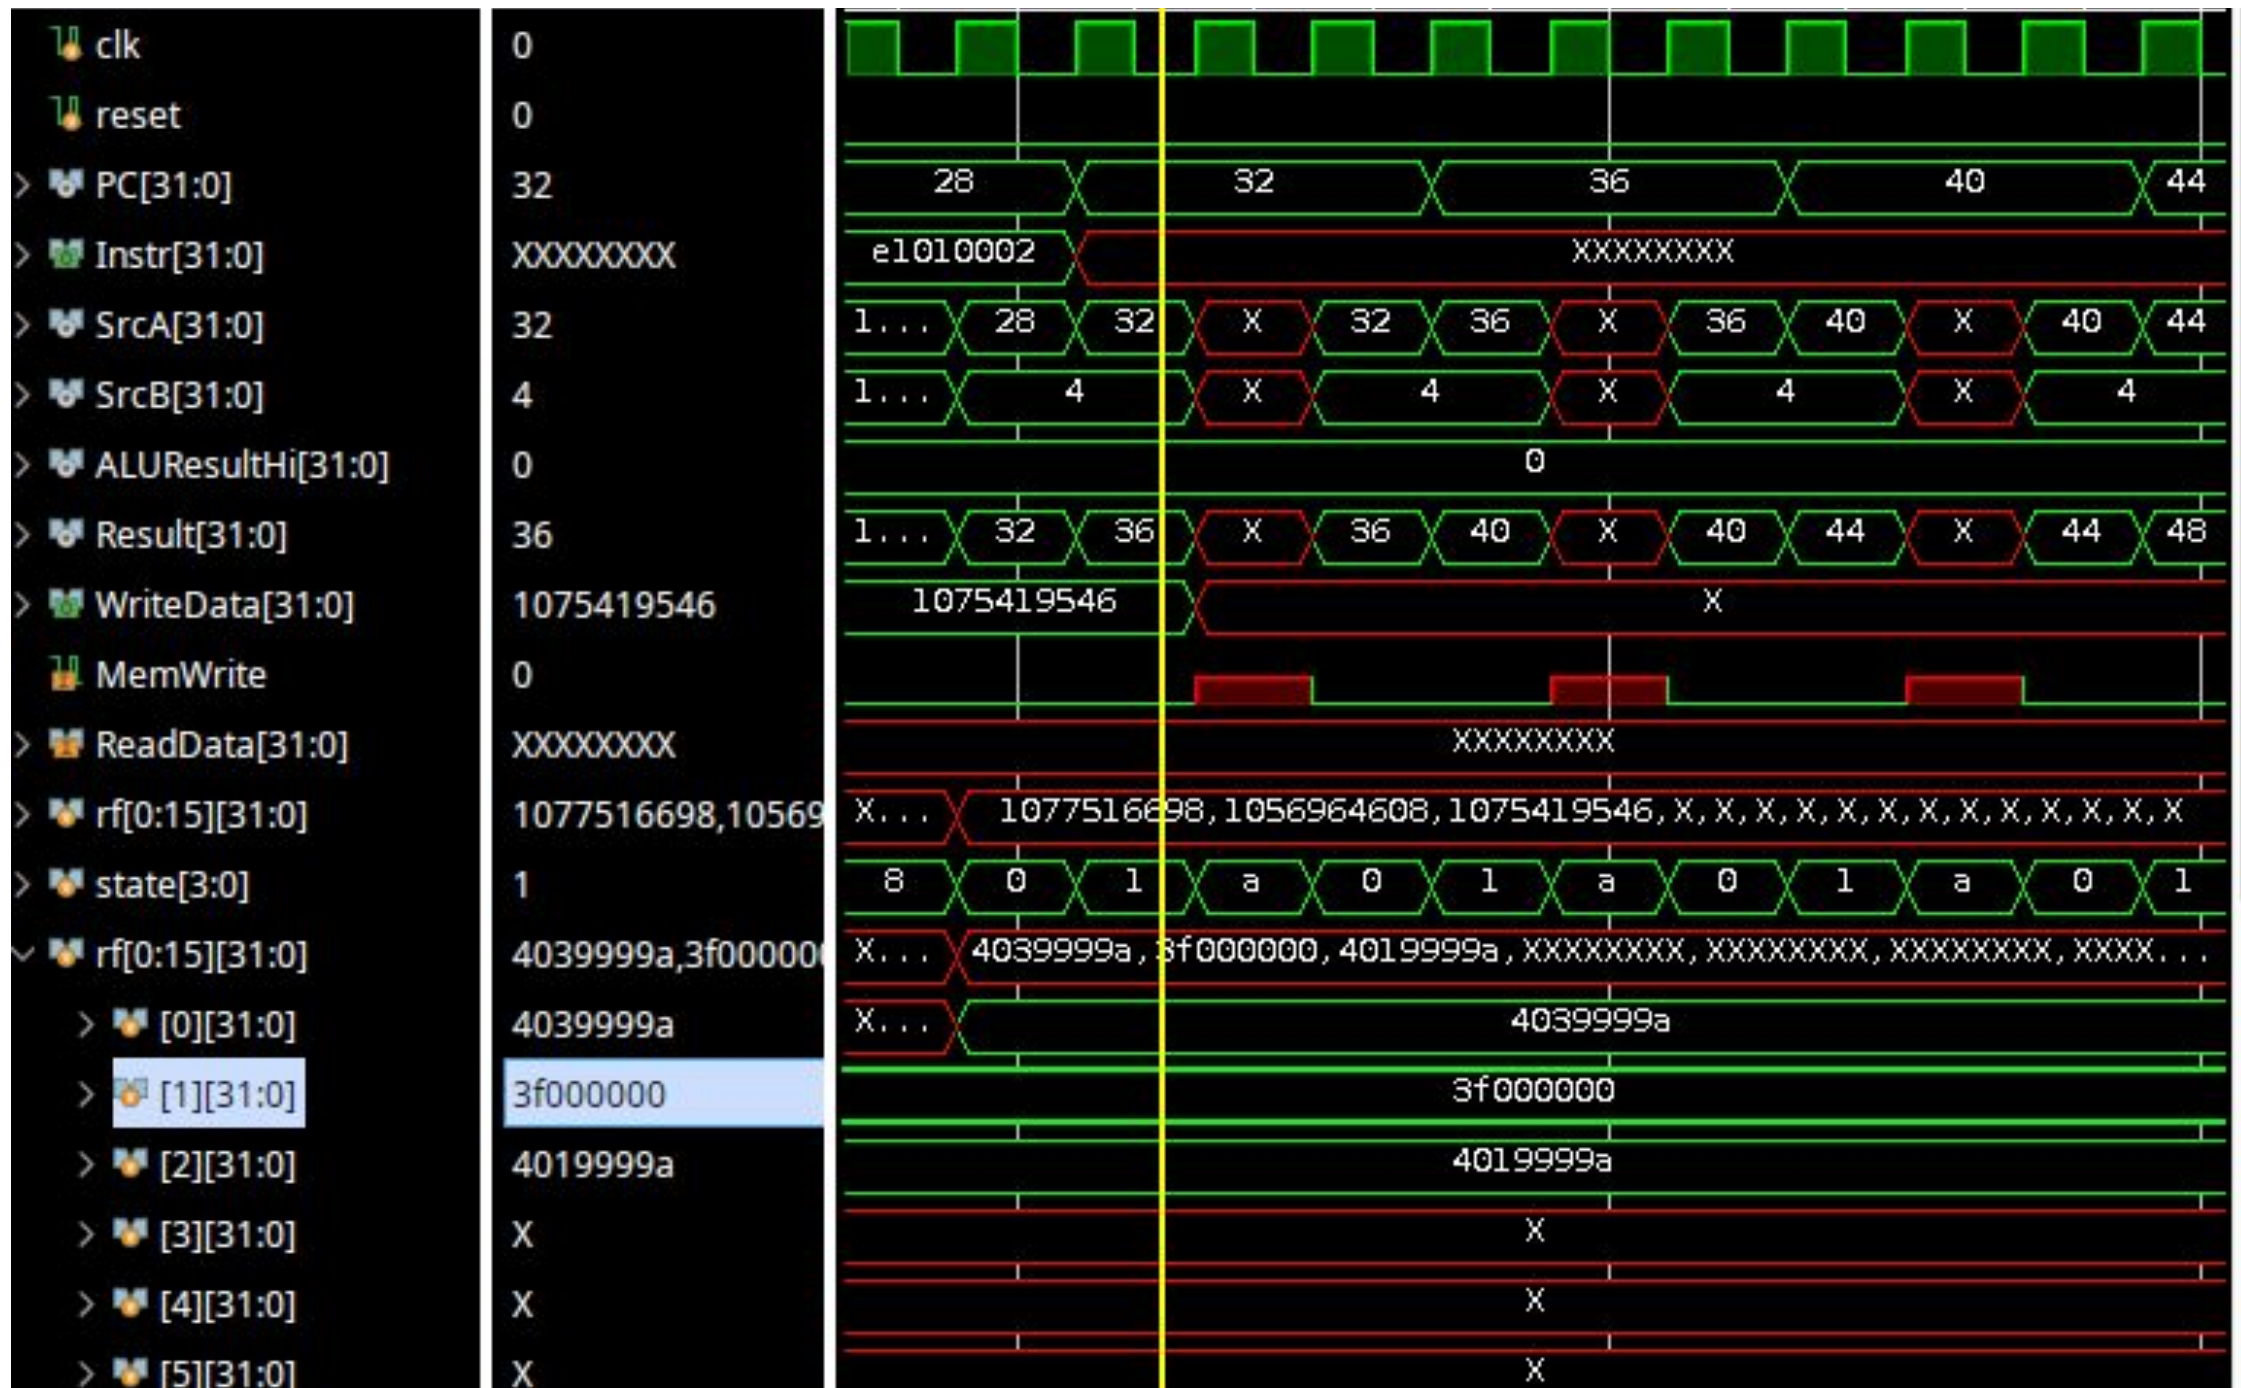 clk 0
reset 0
PC[31:0] 32 28 32 36 40 44
Instr[31:0] XXXXXXXX e1010002 XXXXXXXX
SrcA[31:0] 32 1... 28 32 X 32 36 X 36 40 X 40 44
SrcB[31:0] 4 1... 4 X 4 X 4 X 4
ALUResultHi[31:0] 0 0
Result[31:0] 36 1... 32 36 X 36 40 X 40 44 X 44 48
WriteData[31:0] 1075419546 1075419546 X
MemWrite 0
ReadData[31:0] XXXXXXXX XXXXXXXX
rf[0:15][31:0] 1077516698,10569 X... 1077516698,1056964608,1075419546,X,X,X,X,X,X,X,X,X,X,X,X,X
state[3:0] 1 8 0 1 a 0 1 a 0 1 a 0 1
rf[0:15][31:0] 4039999a,3f00000 X... 4039999a,3f000000,4019999a,XXXXXXXX,XXXXXXXX,XXXXXXXX,XXXX...
[0][31:0] 4039999a X... 4039999a
[1][31:0] 3f000000 3f000000
[2][31:0] 4019999a 4019999a
[3][31:0] X X
[4][31:0] X X
[5][31:0] X X